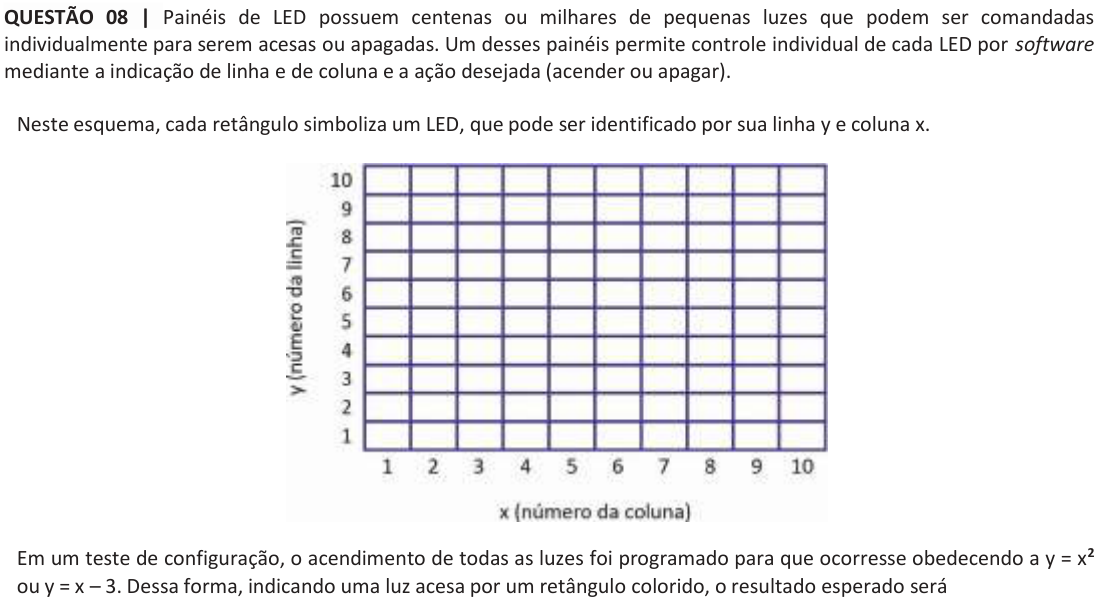 QUESTÃO 08 | Painéis de LED possuem centenas ou milhares de pequenas luzes que podem ser comandadas
individualmente para serem acesas ou apagadas. Um desses painéis permite controle individual de cada LED por software
mediante a indicação de linha e de coluna e a ação desejada (acender ou apagar).
Neste esquema, cada retângulo simboliza um LED, que pode ser identificado por sua linha y e coluna x.
y (número da linha)
10
9
8
7
6
5
4
3
2
1
1 2 3 4 5 6 7 8 9 10
x (número da coluna)
Em um teste de configuração, o acendimento de todas as luzes foi programado para que ocorresse obedecendo a y = x²
ou y = x – 3. Dessa forma, indicando uma luz acesa por um retângulo colorido, o resultado esperado será